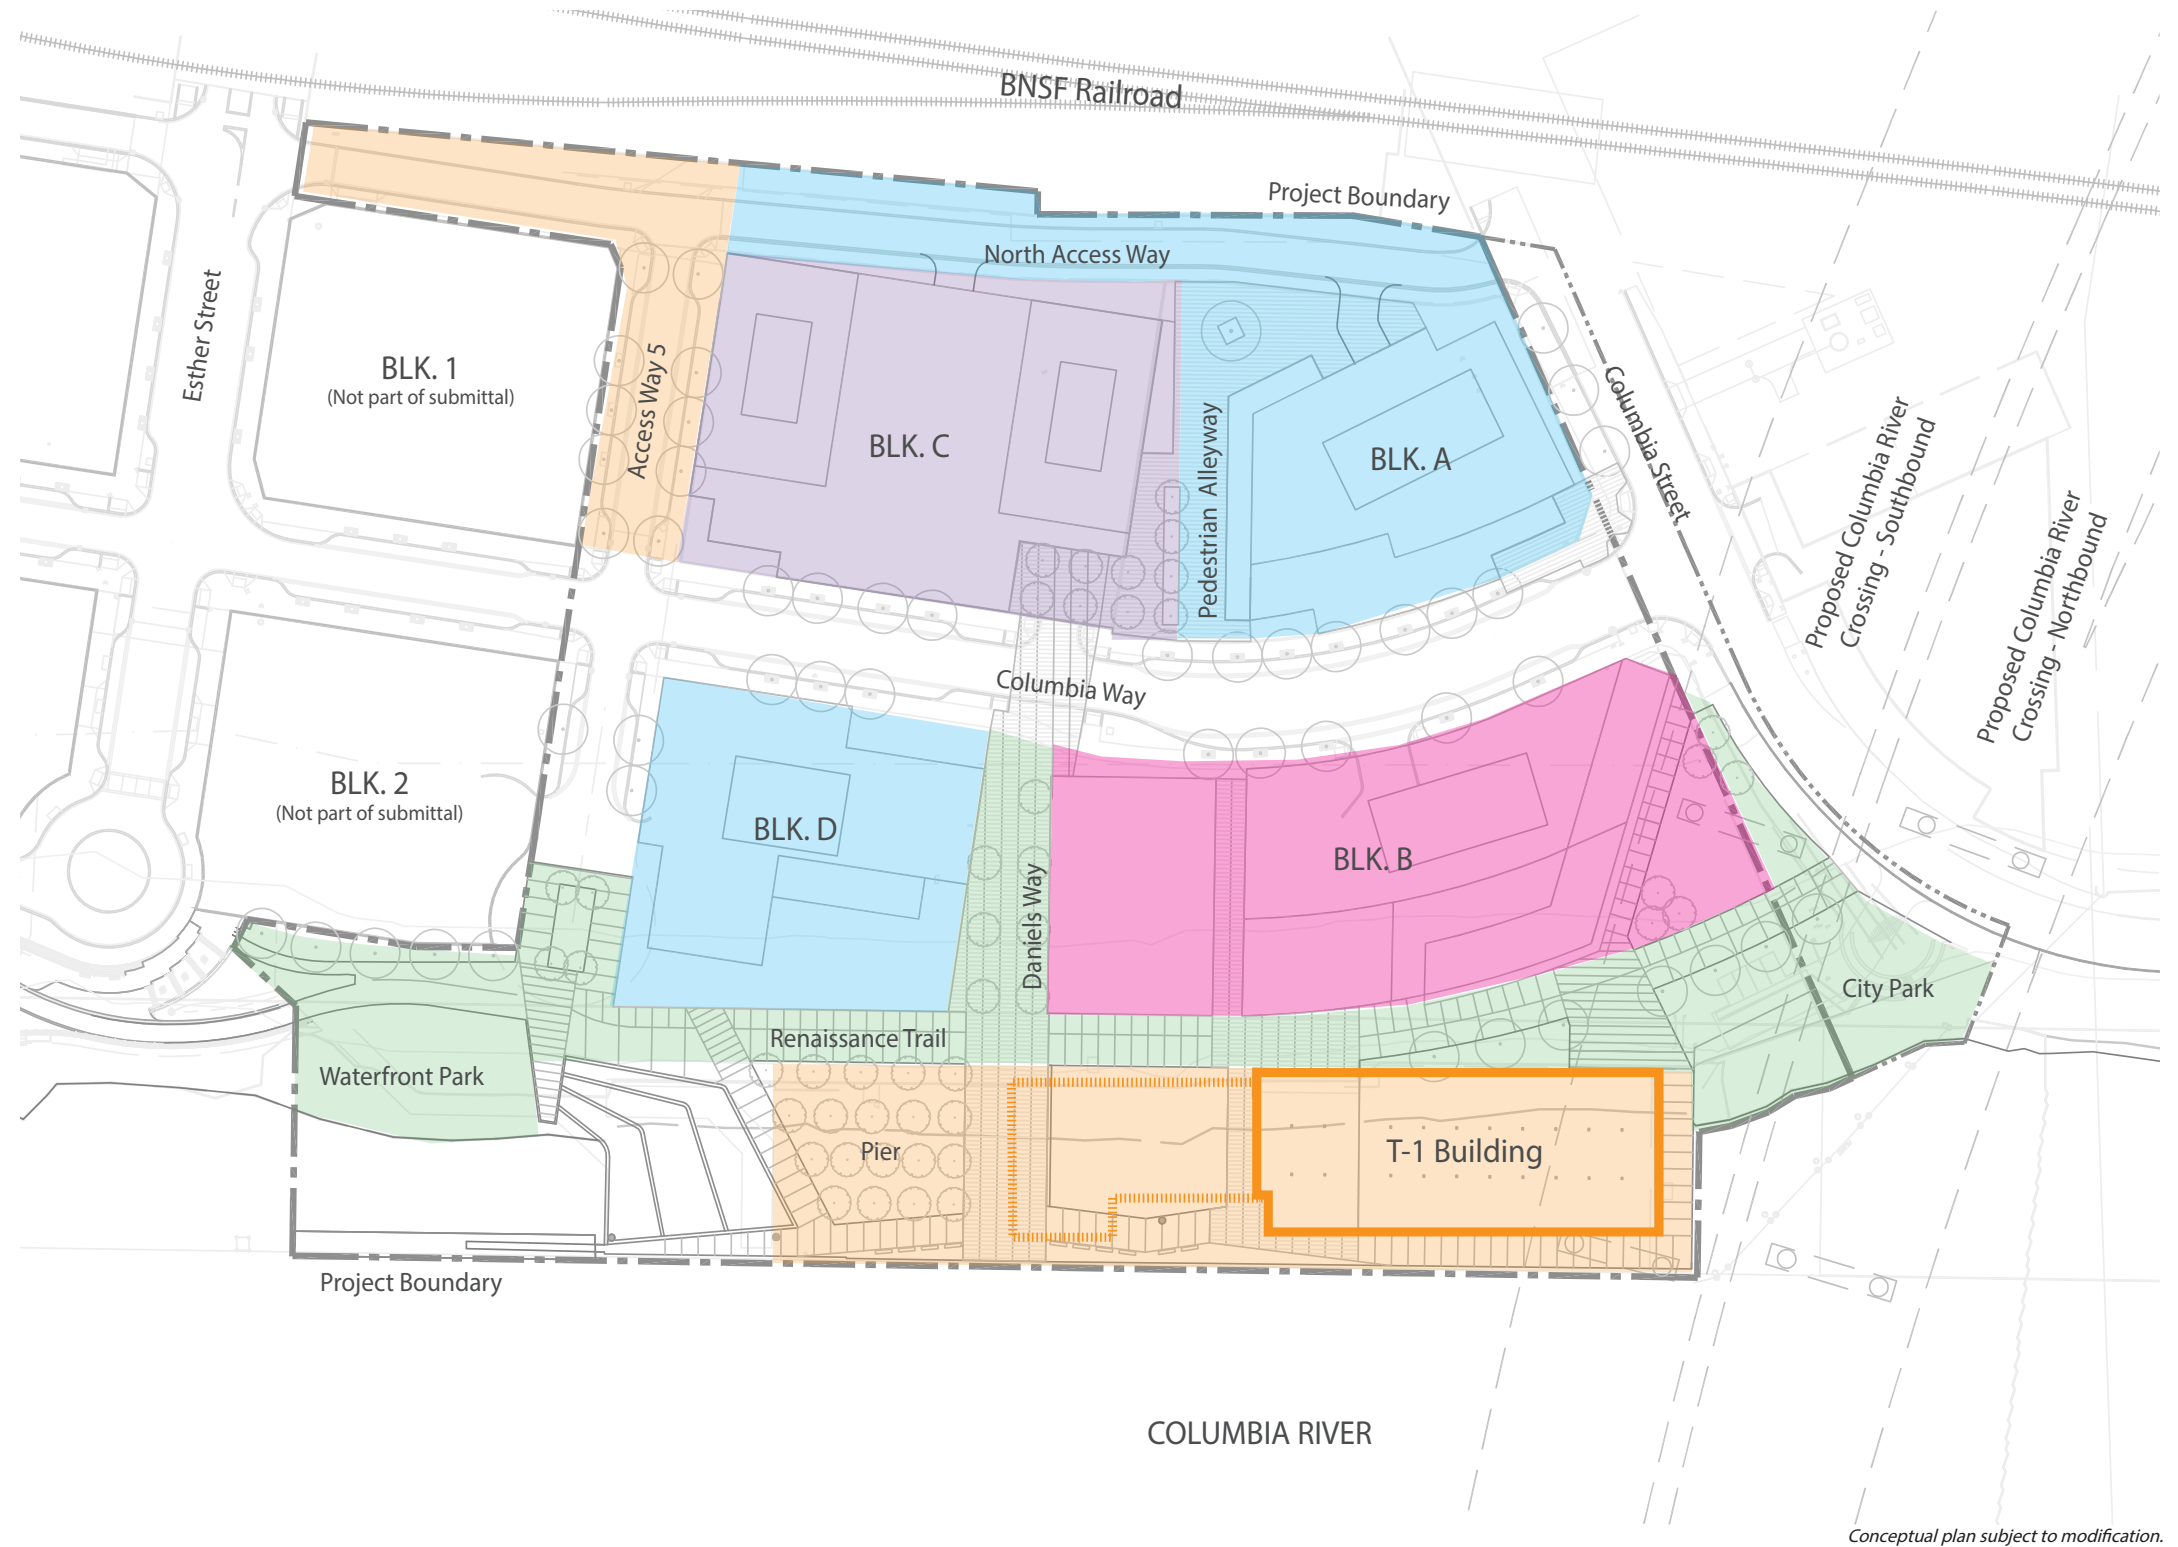 BNSF Railroad
Project Boundary
North Access Way
Esther Street
BLK. 1
(Not part of submittal)
Access Way 5
BLK. C
Pedestrian Alleyway
BLK. A
Columbia Street
Proposed Columbia River
Crossing - Southbound
Proposed Columbia River
Crossing - Northbound
Columbia Way
BLK. 2
(Not part of submittal)
BLK. D
Daniels Way
BLK. B
City Park
Renaissance Trail
Waterfront Park
Pier
T-1 Building
Project Boundary
COLUMBIA RIVER
Conceptual plan subject to modification.